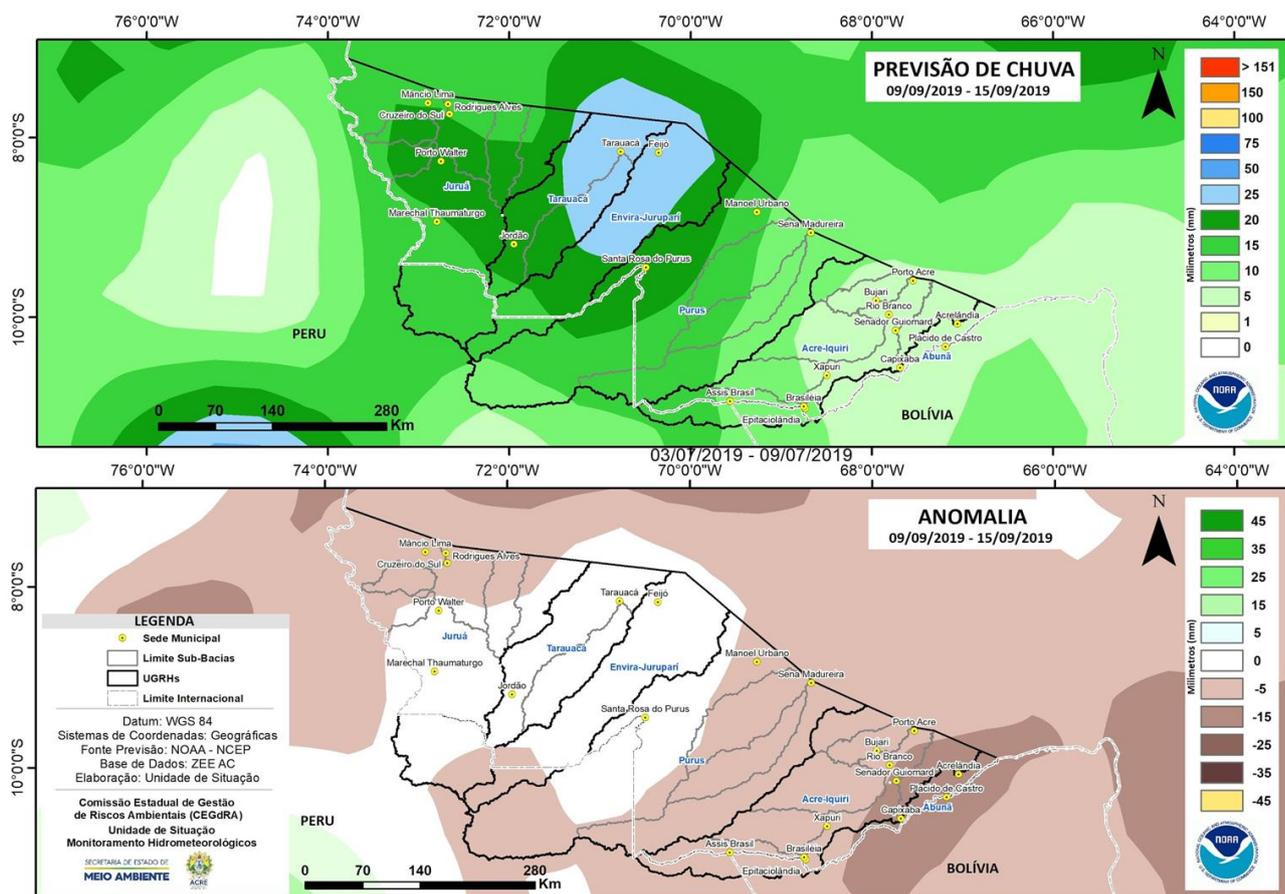 76°0'0"W 74°0'0"W 72°0'0"W 70°0'0"W 68°0'0"W 66°0'0"W 64°0'0"W
PREVISÃO DE CHUVA
09/09/2019 - 15/09/2019
N
> 151
150
100
75
50
25
20
15
10
5
1
0
Milímetros (mm)
8°0'0"S
10°0'0"S
Mâncio Lima
Rodrigues Alves
Cruzeiro do Sul
Porto Walter
Juruá
Marechal Thaumaturgo
Jordão
Tarauacá
Feijó
Tarauacá
Envira-Jurupari
Santa Rosa do Purus
Manoel Urbano
Sena Madureira
Purus
Porto Acre
Bujari
Rio Branco
Senador Guiomard
Acrelândia
Plácido de Castro
Abunã
Acre-Iquiri
Capixaba
Xapuri
Assis Brasil
Brasiléia
Epitaciolândia
PERU
BOLÍVIA
0 70 140 280
Km
NOAA
03/07/2019 - 09/07/2019
76°0'0"W 74°0'0"W 72°0'0"W 70°0'0"W 68°0'0"W 66°0'0"W 64°0'0"W
ANOMALIA
09/09/2019 - 15/09/2019
N
45
35
25
15
5
0
-5
-15
-25
-35
-45
Milímetros (mm)
8°0'0"S
10°0'0"S
Mâncio Lima
Rodrigues Alves
Cruzeiro do Sul
Porto Walter
Juruá
Marechal Thaumaturgo
Jordão
Tarauacá
Feijó
Tarauacá
Envira-Jurupari
Santa Rosa do Purus
Manoel Urbano
Sena Madureira
Purus
Porto Acre
Bujari
Rio Branco
Senador Guiomard
Acrelândia
Plácido de Castro
Abunã
Acre-Iquiri
Capixaba
Xapuri
Assis Brasil
Brasiléia
Epitaciolândia
PERU
BOLÍVIA
0 70 140 280
Km
NOAA
LEGENDA
Sede Municipal
Limite Sub-Bacias
UGRHs
Limite Internacional
Datum: WGS 84
Sistemas de Coordenadas: Geográficas
Fonte Previsão: NOAA - NCEP
Base de Dados: ZEE AC
Elaboração: Unidade de Situação
Comissão Estadual de Gestão
de Riscos Ambientais (CEGdRA)
Unidade de Situação
Monitoramento Hidrometeorológicos
SECRETARIA DE ESTADO DE
MEIO AMBIENTE
ACRE